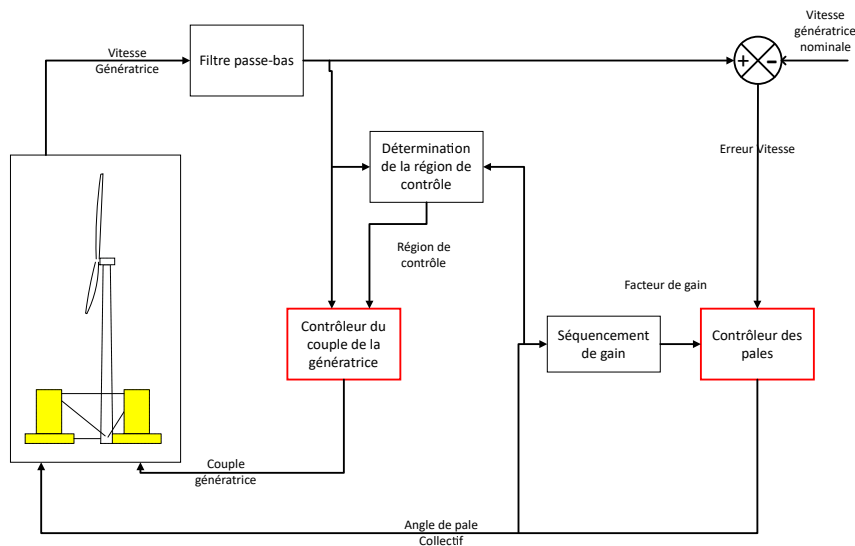 Vitesse
génératrice
nominale
Vitesse
Génératrice
Filtre passe-bas
+
-
Erreur Vitesse
Détermination
de la région de
contrôle
Région de
contrôle
Facteur de gain
Contrôleur du
couple de la
génératrice
Séquencement
de gain
Contrôleur des
pales
Couple
génératrice
Angle de pale
Collectif